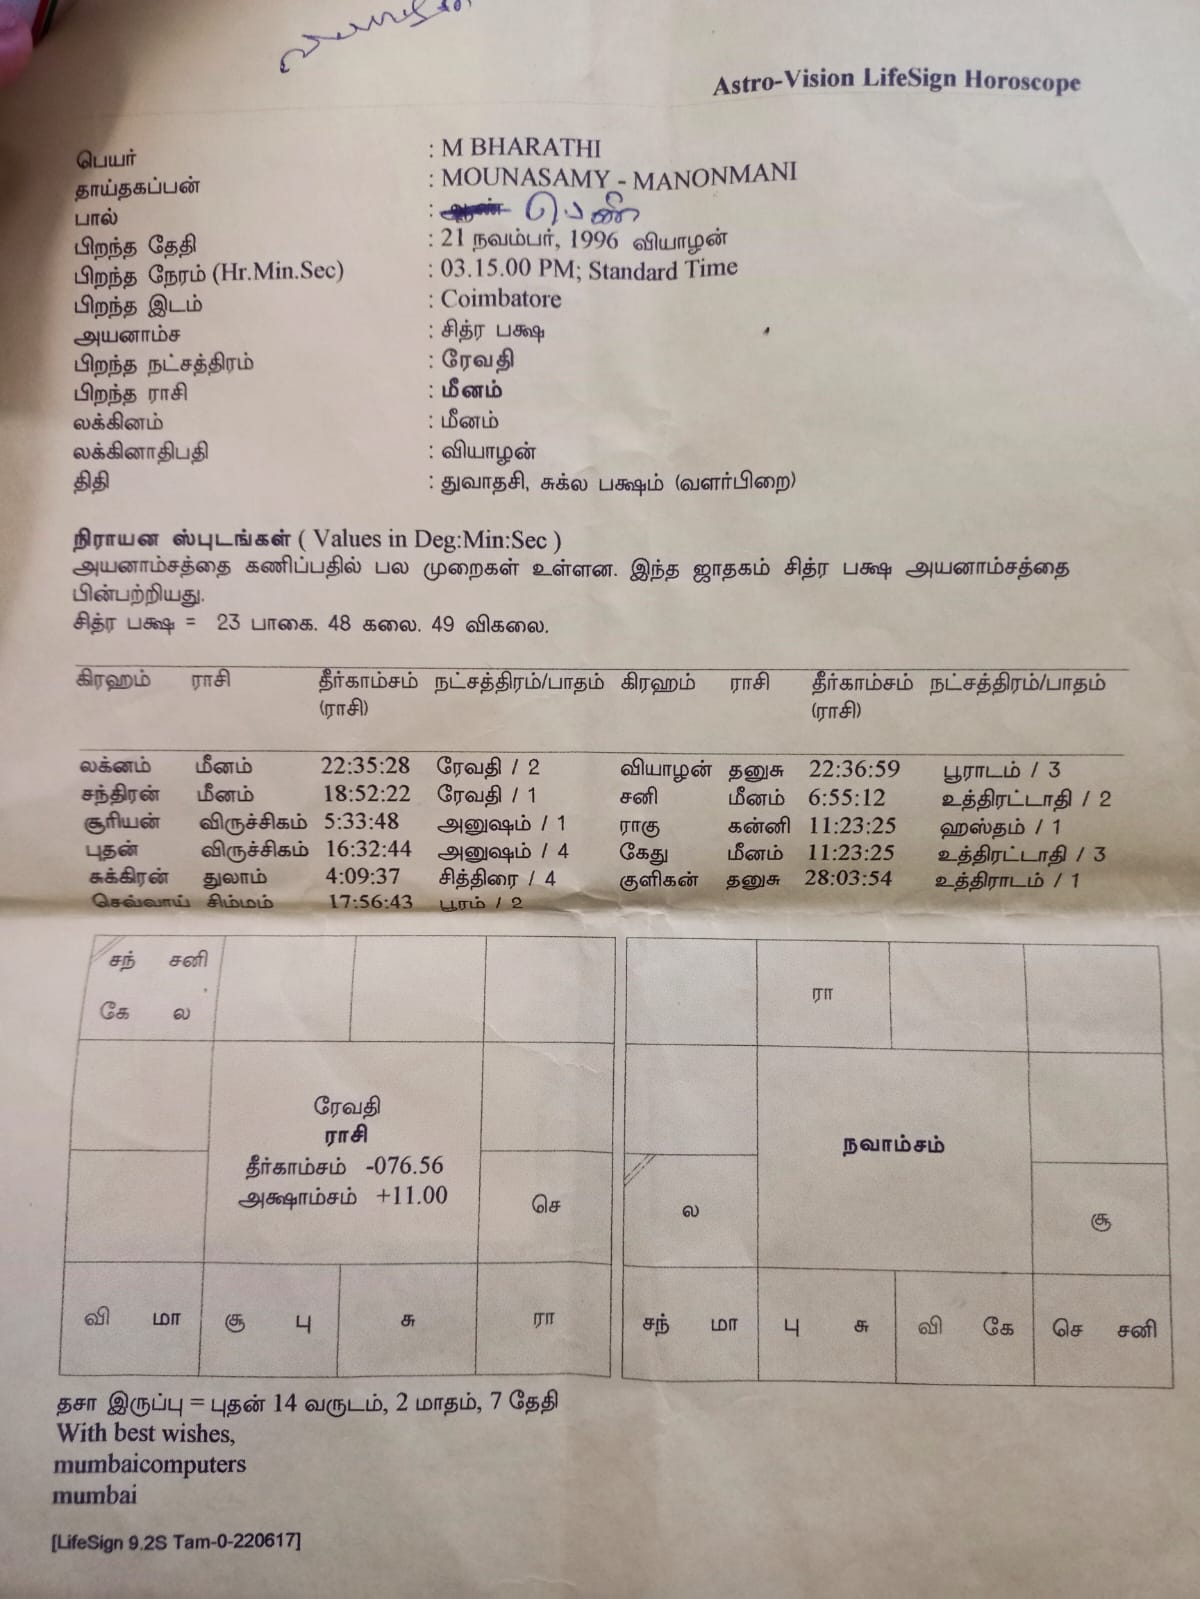 Astro-Vision LifeSign Horoscope
பெயர் : M BHARATHI
தாய்தகப்பன் : MOUNASAMY - MANONMANI
பால் : ஆண் பெண்
பிறந்த தேதி : 21 நவம்பர், 1996 வியாழன்
பிறந்த நேரம் (Hr.Min.Sec) : 03.15.00 PM; Standard Time
பிறந்த இடம் : Coimbatore
அயனாம்ச : சித்ர பக்ஷ
பிறந்த நட்சத்திரம் : ரேவதி
பிறந்த ராசி : மீனம்
லக்கினம் : மீனம்
லக்கினாதிபதி : வியாழன்
திதி : துவாதசி, சுக்ல பக்ஷம் (வளர்பிறை)
நிராயன ஸ்புடங்கள் ( Values in Deg:Min:Sec )
அயனாம்சத்தை கணிப்பதில் பல முறைகள் உள்ளன. இந்த ஜாதகம் சித்ர பக்ஷ அயனாம்சத்தை
பின்பற்றியது.
சித்ர பக்ஷ = 23 பாகை. 48 கலை. 49 விகலை.
கிரஹம் ராசி தீர்காம்சம் நட்சத்திரம்/பாதம் கிரஹம் ராசி தீர்காம்சம் நட்சத்திரம்/பாதம்
(ராசி) (ராசி)
லக்னம் மீனம் 22:35:28 ரேவதி / 2 வியாழன் தனுசு 22:36:59 பூராடம் / 3
சந்திரன் மீனம் 18:52:22 ரேவதி / 1 சனி மீனம் 6:55:12 உத்திரட்டாதி / 2
சூரியன் விருச்சிகம் 5:33:48 அனுஷம் / 1 ராகு கன்னி 11:23:25 ஹஸ்தம் / 1
புதன் விருச்சிகம் 16:32:44 அனுஷம் / 4 கேது மீனம் 11:23:25 உத்திரட்டாதி / 3
சுக்கிரன் துலாம் 4:09:37 சித்திரை / 4 குளிகன் தனுசு 28:03:54 உத்திராடம் / 1
செவ்வாய் சிம்மம் 17:56:43 பூரம் / 2
சந் சனி
கே ல
ரேவதி
ராசி
தீர்காம்சம் -076.56
அக்ஷாம்சம் +11.00
செ
வி மா சூ பு சு ரா
ரா
நவாம்சம்
ல சூ
சந் மா பு சு வி கே செ சனி
தசா இருப்பு = புதன் 14 வருடம், 2 மாதம், 7 தேதி
With best wishes,
mumbaicomputers
mumbai
[LifeSign 9.2S Tam-0-220617]